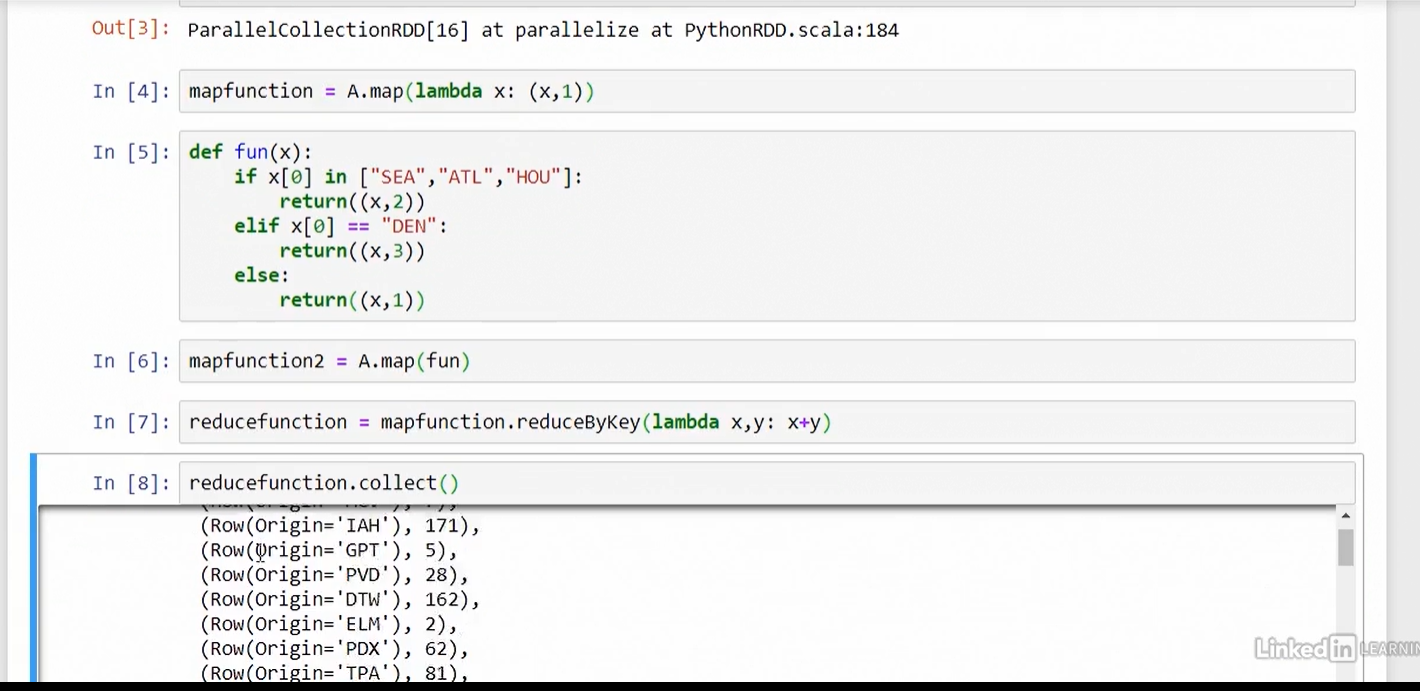 Out[3]: ParallelCollectionRDD[16] at parallelize at PythonRDD.scala:184
In [4]: mapfunction = A.map(lambda x: (x,1))
In [5]: def fun(x):
    if x[0] in ["SEA","ATL","HOU"]:
        return((x,2))
    elif x[0] == "DEN":
        return((x,3))
    else:
        return((x,1))
In [6]: mapfunction2 = A.map(fun)
In [7]: reducefunction = mapfunction.reduceByKey(lambda x,y: x+y)
In [8]: reducefunction.collect()
(Row(Origin='IAH'), 171),
(Row(Origin='GPT'), 5),
(Row(Origin='PVD'), 28),
(Row(Origin='DTW'), 162),
(Row(Origin='ELM'), 2),
(Row(Origin='PDX'), 62),
(Row(Origin='TPA'), 81),
Linked in LEARNIN